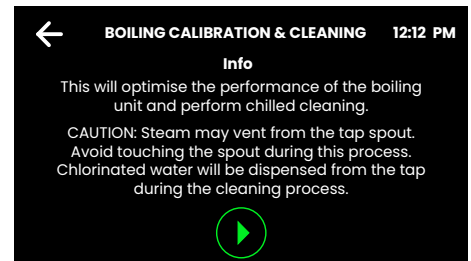 BOILING CALIBRATION & CLEANING 12:12 PM
Info
This will optimise the performance of the boiling
unit and perform chilled cleaning.
CAUTION: Steam may vent from the tap spout.
Avoid touching the spout during this process.
Chlorinated water will be dispensed from the tap
during the cleaning process.